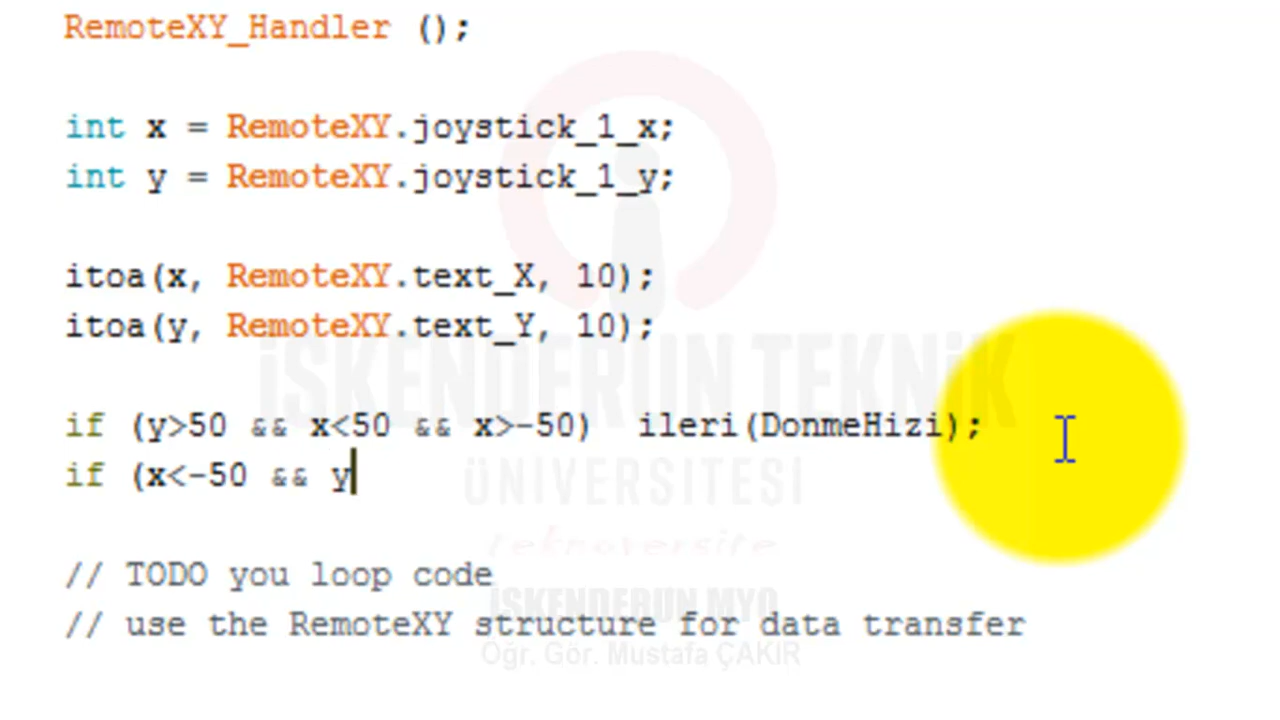 RemoteXY_Handler ();
int x = RemoteXY.joystick_1_x;
int y = RemoteXY.joystick_1_y;
itoa(x, RemoteXY.text_X, 10);
itoa(y, RemoteXY.text_Y, 10);
İSKENDERUN TEKNİK
if (y>50 && x<50 && x>-50)  ileri(DonmeHizi);
if (x<-50 && y
ÜNİVERSİTESİ
tekroversite
// TODO you loop code
İSKENDERUN MYO
// use the RemoteXY structure for data transfer
Öğr. Gör. Mustafa ÇAKIR